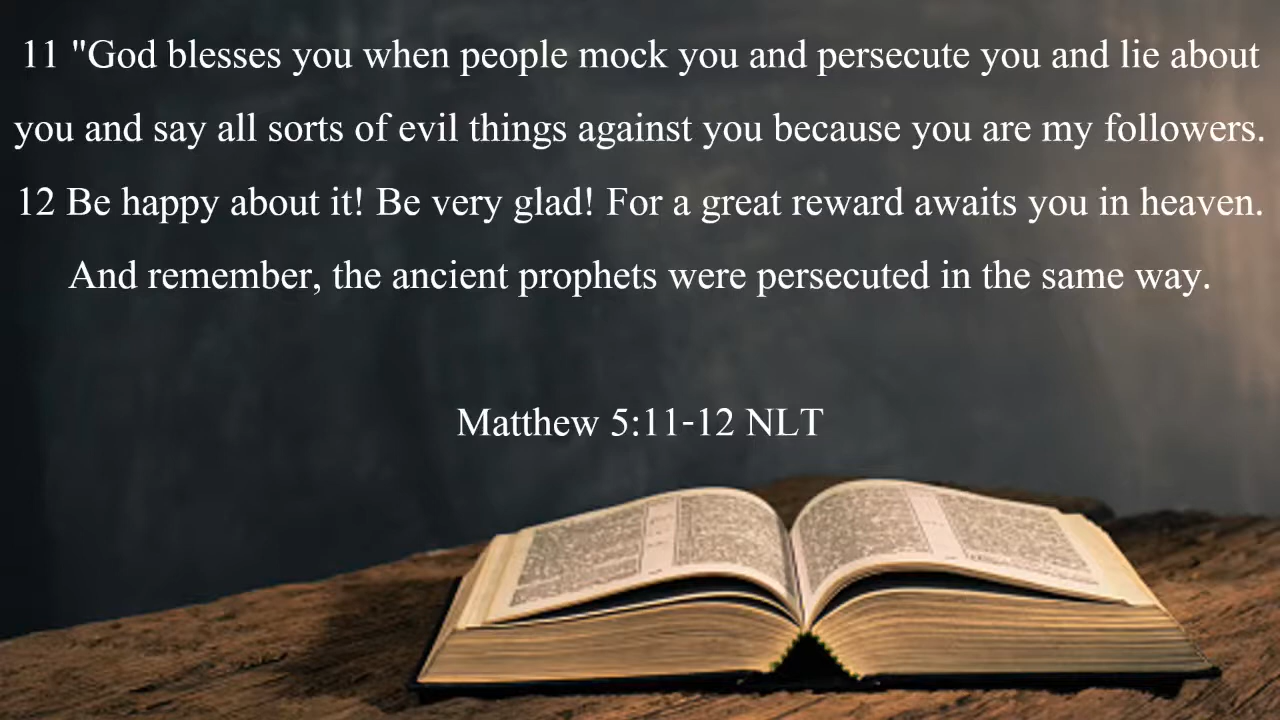 11 "God blesses you when people mock you and persecute you and lie about
you and say all sorts of evil things against you because you are my followers.
12 Be happy about it! Be very glad! For a great reward awaits you in heaven.
And remember, the ancient prophets were persecuted in the same way.
Matthew 5:11-12 NLT